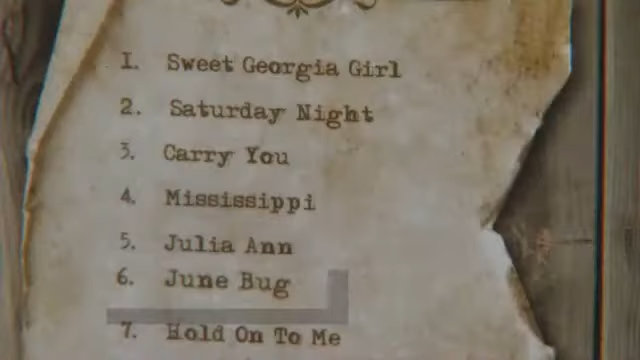 1. Sweet Georgia Girl
2. Saturday Night
3. Carry You
4. Mississippi
5. Julia Ann
6. June Bug
7. Hold On To Me